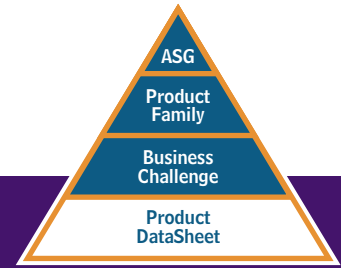 ASG
Product
Family
Business
Challenge
Product
DataSheet